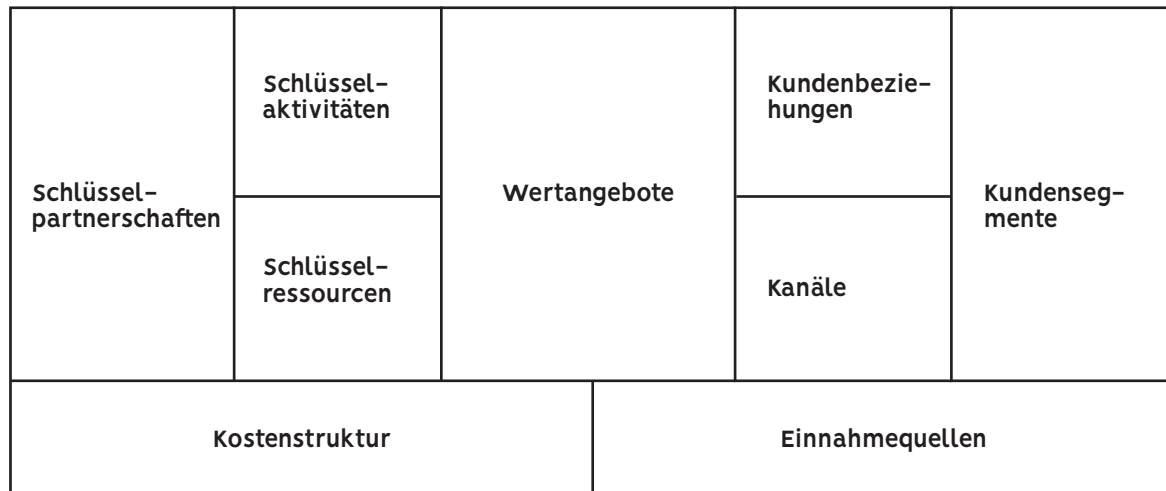 Schlüssel-
partnerschaften
Schlüssel-
aktivitäten
Schlüssel-
ressourcen
Wertangebote
Kundenbezie-
hungen
Kanäle
Kundenseg-
mente
Kostenstruktur
Einnahmequellen